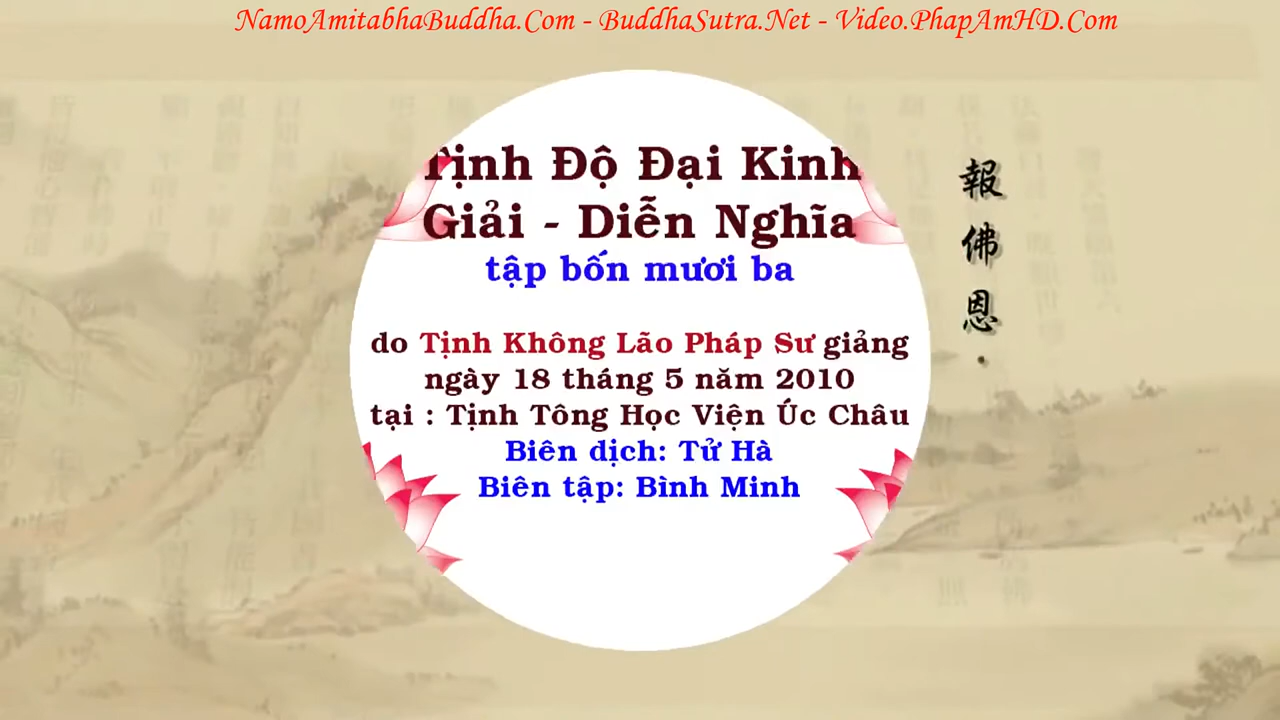 NamoAmitabhaBuddha.Com - BuddhaSutra.Net - Video.PhapAmHD.Com
Tịnh Độ Đại Kinh
Giải - Diễn Nghĩa
tập bốn mươi ba
do Tịnh Không Lão Pháp Sư giảng
ngày 18 tháng 5 năm 2010
tại : Tịnh Tông Học Viện Úc Châu
Biên dịch: Tử Hà
Biên tập: Bình Minh
報佛恩.